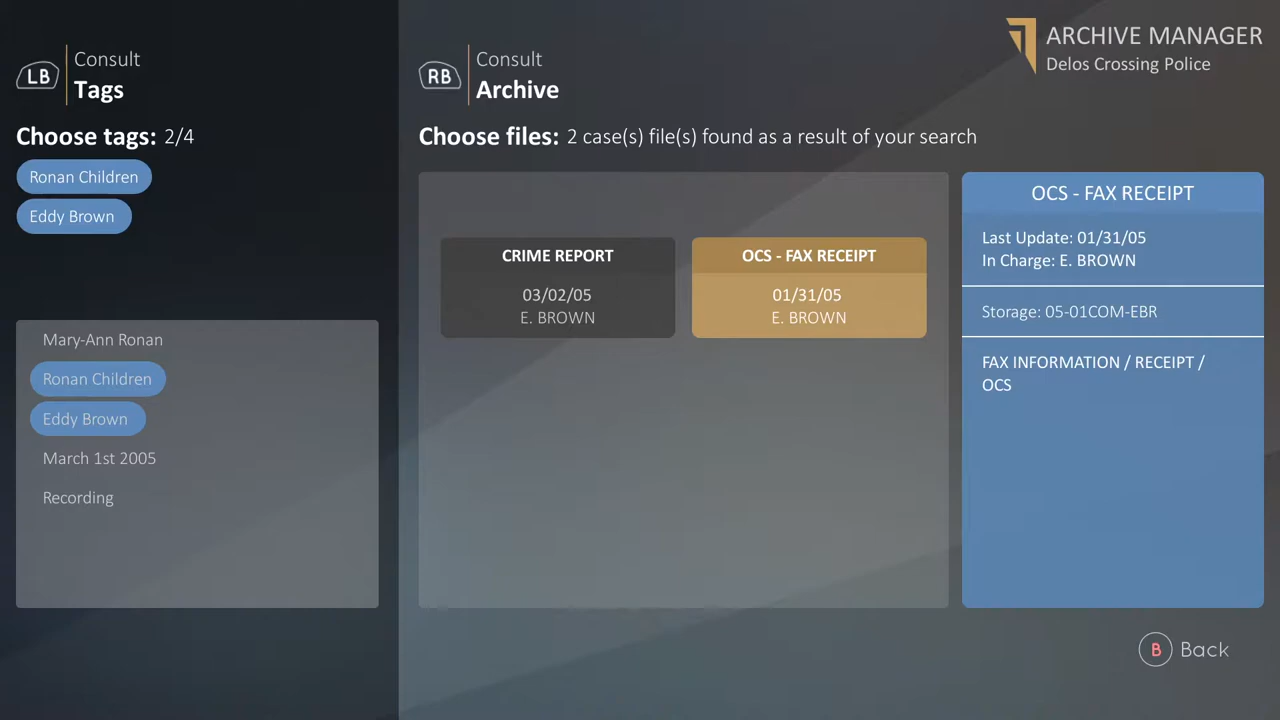 LB
Consult
Tags
Choose tags: 2/4
Ronan Children
Eddy Brown
Mary-Ann Ronan
Ronan Children
Eddy Brown
March 1st 2005
Recording
RB
Consult
Archive
Choose files: 2 case(s) file(s) found as a result of your search
CRIME REPORT
03/02/05
E. BROWN
OCS - FAX RECEIPT
01/31/05
E. BROWN
ARCHIVE MANAGER
Delos Crossing Police
OCS - FAX RECEIPT
Last Update: 01/31/05
In Charge: E. BROWN
Storage: 05-01COM-EBR
FAX INFORMATION / RECEIPT /
OCS
B Back